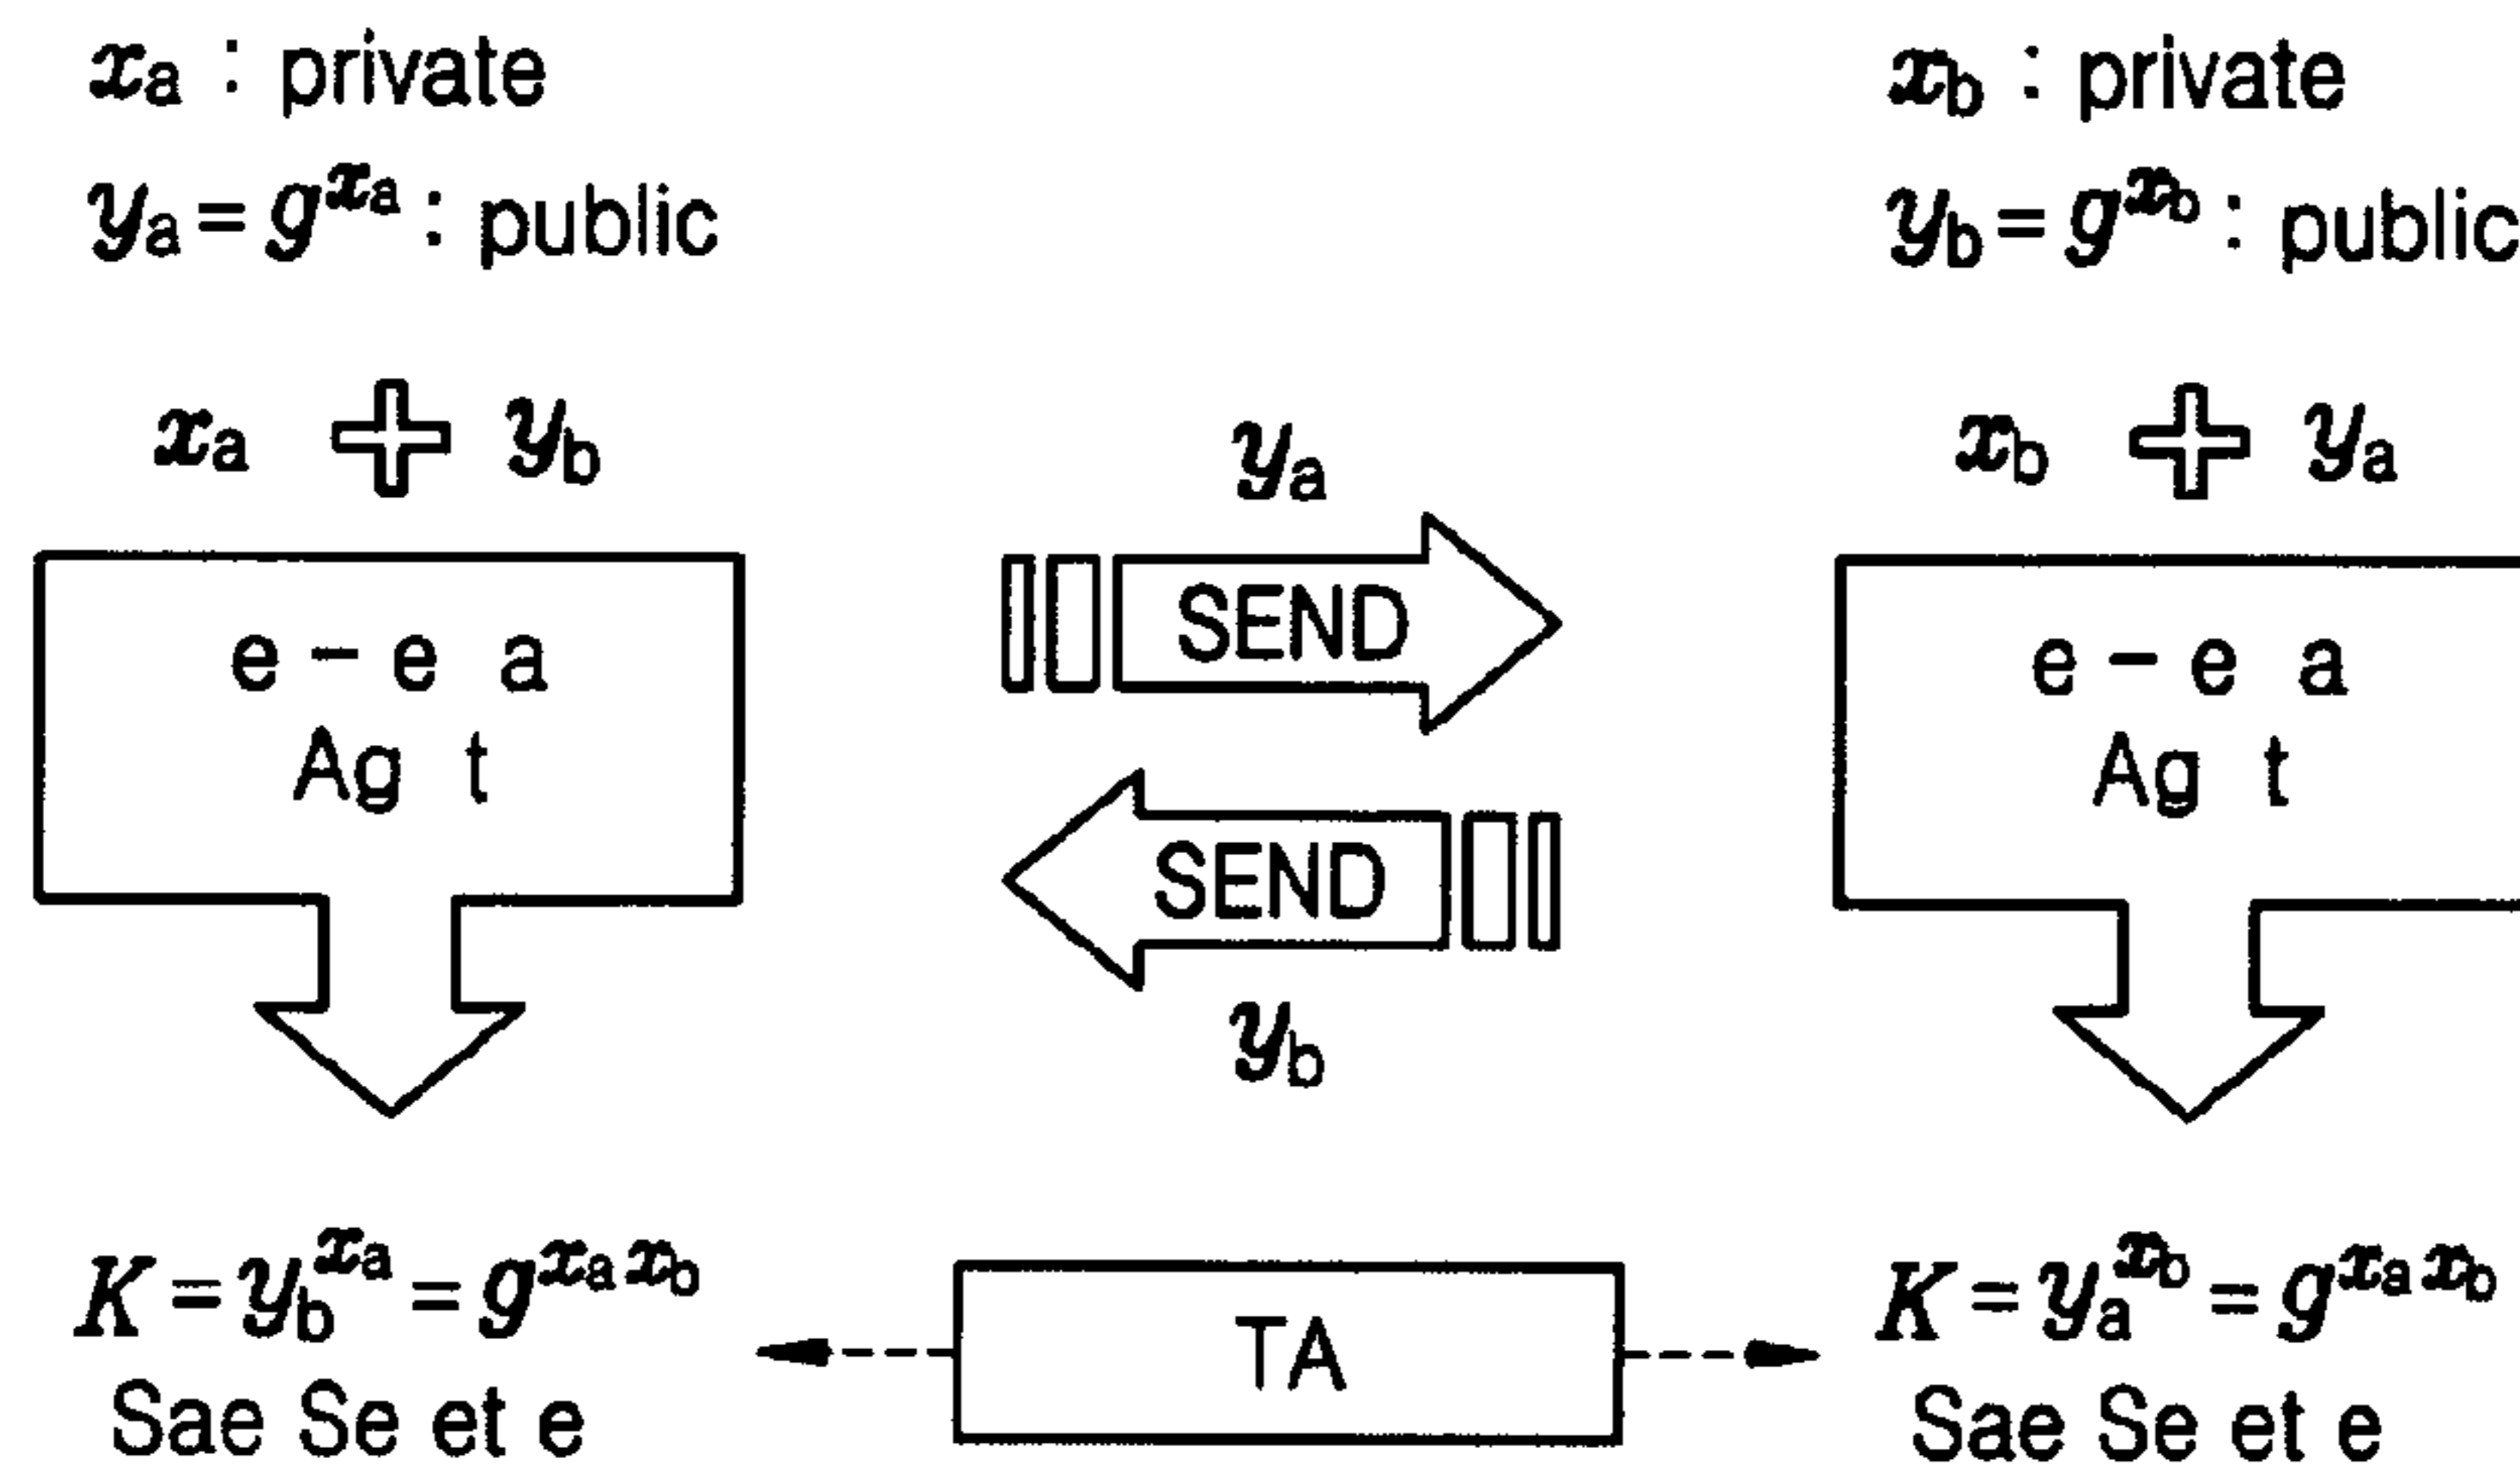 xₐ : private
yₐ = g^xₐ : public
xb : private
yb = g^xb : public
xₐ + yb
yₐ
xb + yₐ
e – e a
Ag t
SEND
SEND
yb
e – e a
Ag t
K = yb^xₐ = g^xₐxb
Sae Se et e
TA
K = yₐ^xb = g^xₐxb
Sae Se et e